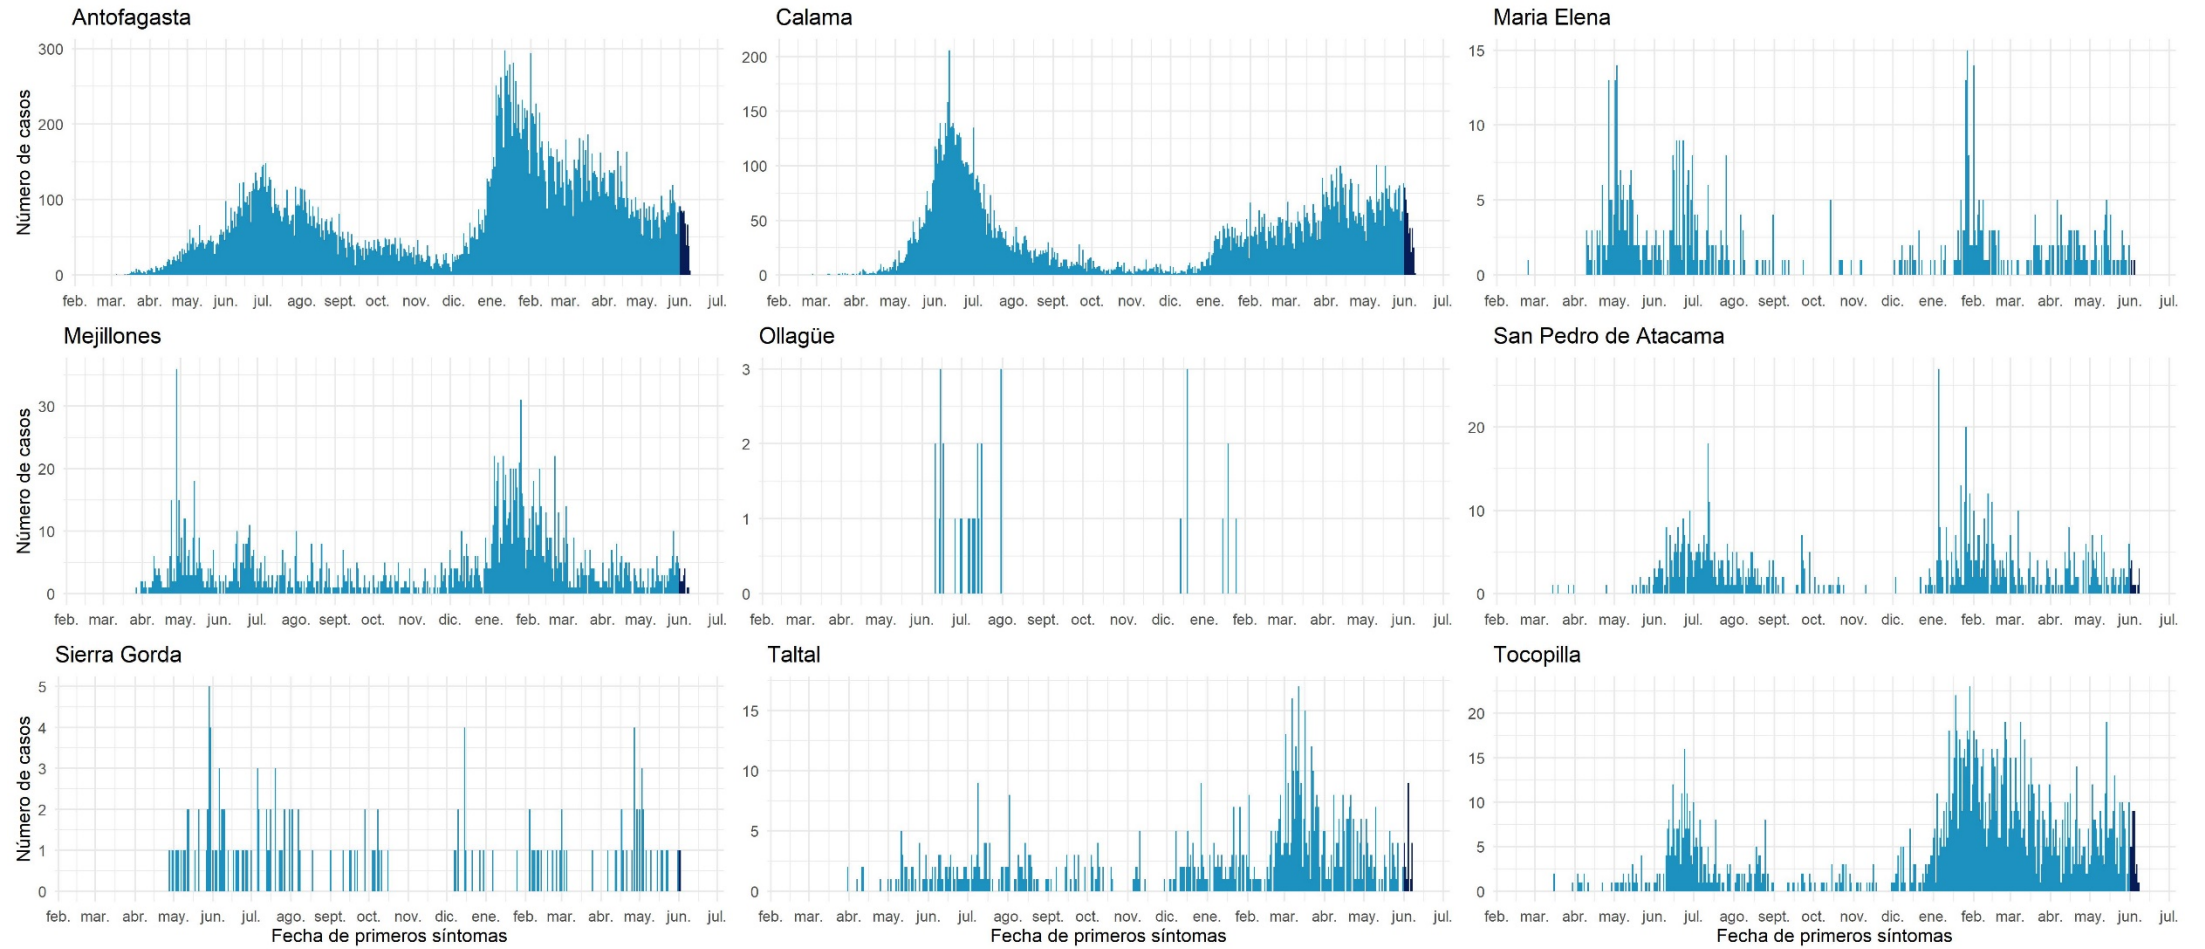 Antofagasta
Calama
Maria Elena
Número de casos
300
200
100
0
feb. mar. abr. may. jun. jul. ago. sept. oct. nov. dic. ene. feb. mar. abr. may. jun. jul.
200
150
100
50
0
feb. mar. abr. may. jun. jul. ago. sept. oct. nov. dic. ene. feb. mar. abr. may. jun. jul.
15
10
5
0
feb. mar. abr. may. jun. jul. ago. sept. oct. nov. dic. ene. feb. mar. abr. may. jun. jul.
Mejillones
Ollagüe
San Pedro de Atacama
Número de casos
30
20
10
0
feb. mar. abr. may. jun. jul. ago. sept. oct. nov. dic. ene. feb. mar. abr. may. jun. jul.
3
2
1
0
feb. mar. abr. may. jun. jul. ago. sept. oct. nov. dic. ene. feb. mar. abr. may. jun. jul.
20
10
0
feb. mar. abr. may. jun. jul. ago. sept. oct. nov. dic. ene. feb. mar. abr. may. jun. jul.
Sierra Gorda
Taltal
Tocopilla
Número de casos
5
4
3
2
1
0
feb. mar. abr. may. jun. jul. ago. sept. oct. nov. dic. ene. feb. mar. abr. may. jun. jul.
Fecha de primeros síntomas
15
10
5
0
feb. mar. abr. may. jun. jul. ago. sept. oct. nov. dic. ene. feb. mar. abr. may. jun. jul.
Fecha de primeros síntomas
20
15
10
5
0
feb. mar. abr. may. jun. jul. ago. sept. oct. nov. dic. ene. feb. mar. abr. may. jun. jul.
Fecha de primeros síntomas